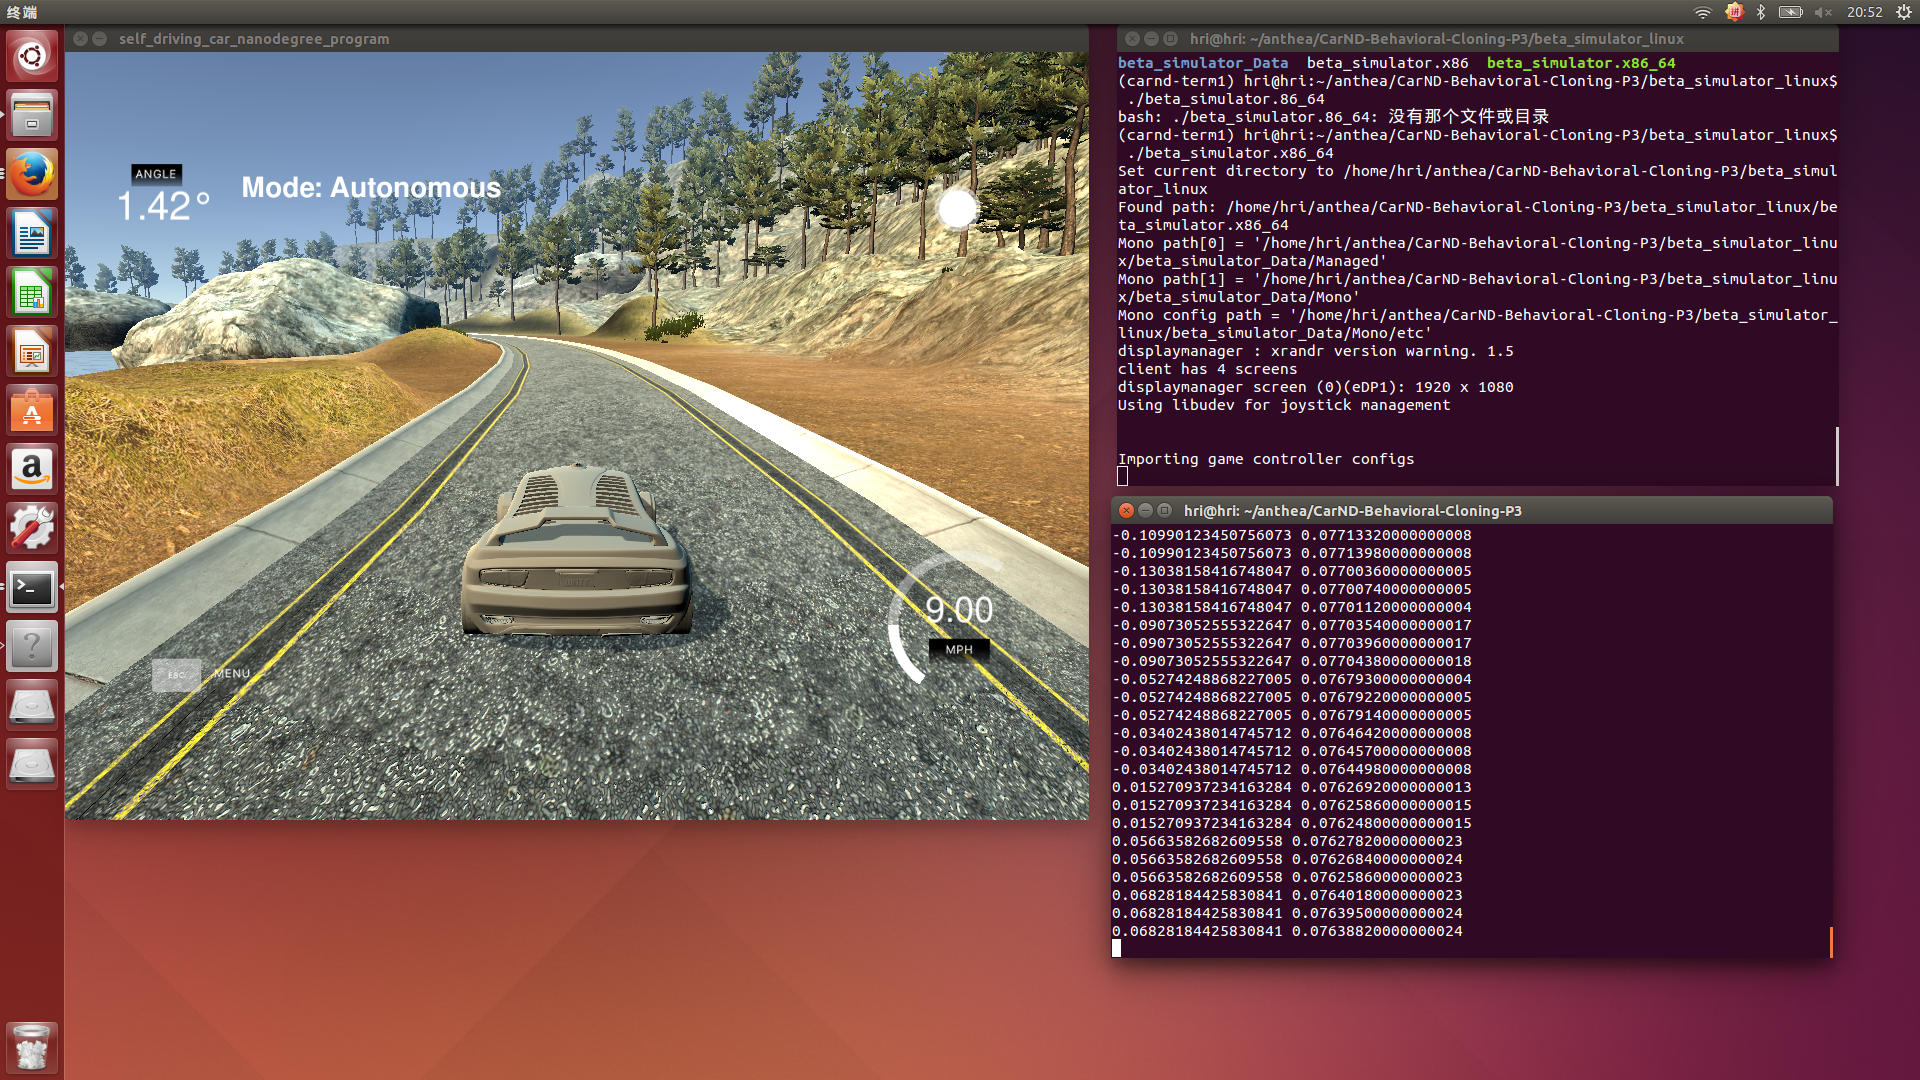 终端
20:52
self_driving_car_nanodegree_program
ANGLE
1.42°
Mode: Autonomous
9.00
MPH
ESC
MENU
hri@hri: ~/anthea/CarND-Behavioral-Cloning-P3/beta_simulator_linux
beta_simulator_Data  beta_simulator.x86  beta_simulator.x86_64
(carnd-term1) hri@hri:~/anthea/CarND-Behavioral-Cloning-P3/beta_simulator_linux$
./beta_simulator.86_64
bash: ./beta_simulator.86_64: 没有那个文件或目录
(carnd-term1) hri@hri:~/anthea/CarND-Behavioral-Cloning-P3/beta_simulator_linux$
./beta_simulator.x86_64
Set current directory to /home/hri/anthea/CarND-Behavioral-Cloning-P3/beta_simul
ator_linux
Found path: /home/hri/anthea/CarND-Behavioral-Cloning-P3/beta_simulator_linux/be
ta_simulator.x86_64
Mono path[0] = '/home/hri/anthea/CarND-Behavioral-Cloning-P3/beta_simulator_linu
x/beta_simulator_Data/Managed'
Mono path[1] = '/home/hri/anthea/CarND-Behavioral-Cloning-P3/beta_simulator_linu
x/beta_simulator_Data/Mono'
Mono config path = '/home/hri/anthea/CarND-Behavioral-Cloning-P3/beta_simulator_
linux/beta_simulator_Data/Mono/etc'
displaymanager : xrandr version warning. 1.5
client has 4 screens
displaymanager screen (0)(eDP1): 1920 x 1080
Using libudev for joystick management
Importing game controller configs
hri@hri: ~/anthea/CarND-Behavioral-Cloning-P3
-0.10990123450756073 0.07713320000000008
-0.10990123450756073 0.07713980000000008
-0.13038158416748047 0.07700360000000005
-0.13038158416748047 0.07700740000000005
-0.13038158416748047 0.07701120000000004
-0.09073052555322647 0.07703540000000017
-0.09073052555322647 0.07703960000000017
-0.09073052555322647 0.07704380000000018
-0.05274248868227005 0.07679300000000004
-0.05274248868227005 0.07679220000000005
-0.05274248868227005 0.07679140000000005
-0.03402438014745712 0.07646420000000008
-0.03402438014745712 0.07645700000000008
-0.03402438014745712 0.07644980000000008
0.015270937234163284 0.07626920000000013
0.015270937234163284 0.07625860000000015
0.015270937234163284 0.07624800000000015
0.05663582682609558 0.07627820000000023
0.05663582682609558 0.07626840000000024
0.05663582682609558 0.07625860000000023
0.06828184425830841 0.07640180000000023
0.06828184425830841 0.07639500000000024
0.06828184425830841 0.07638820000000024